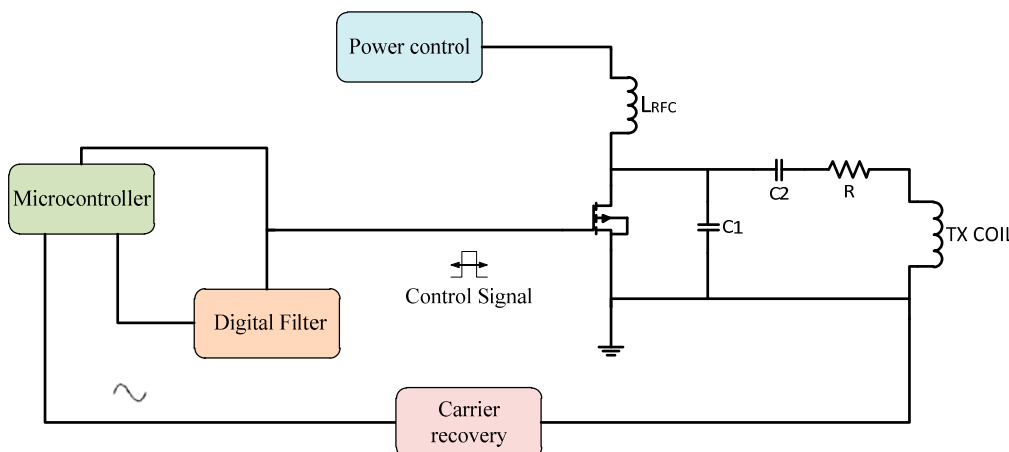 Power control
LRFC
Microcontroller
C2
R
C1
TX COIL
Control Signal
Digital Filter
Carrier
recovery